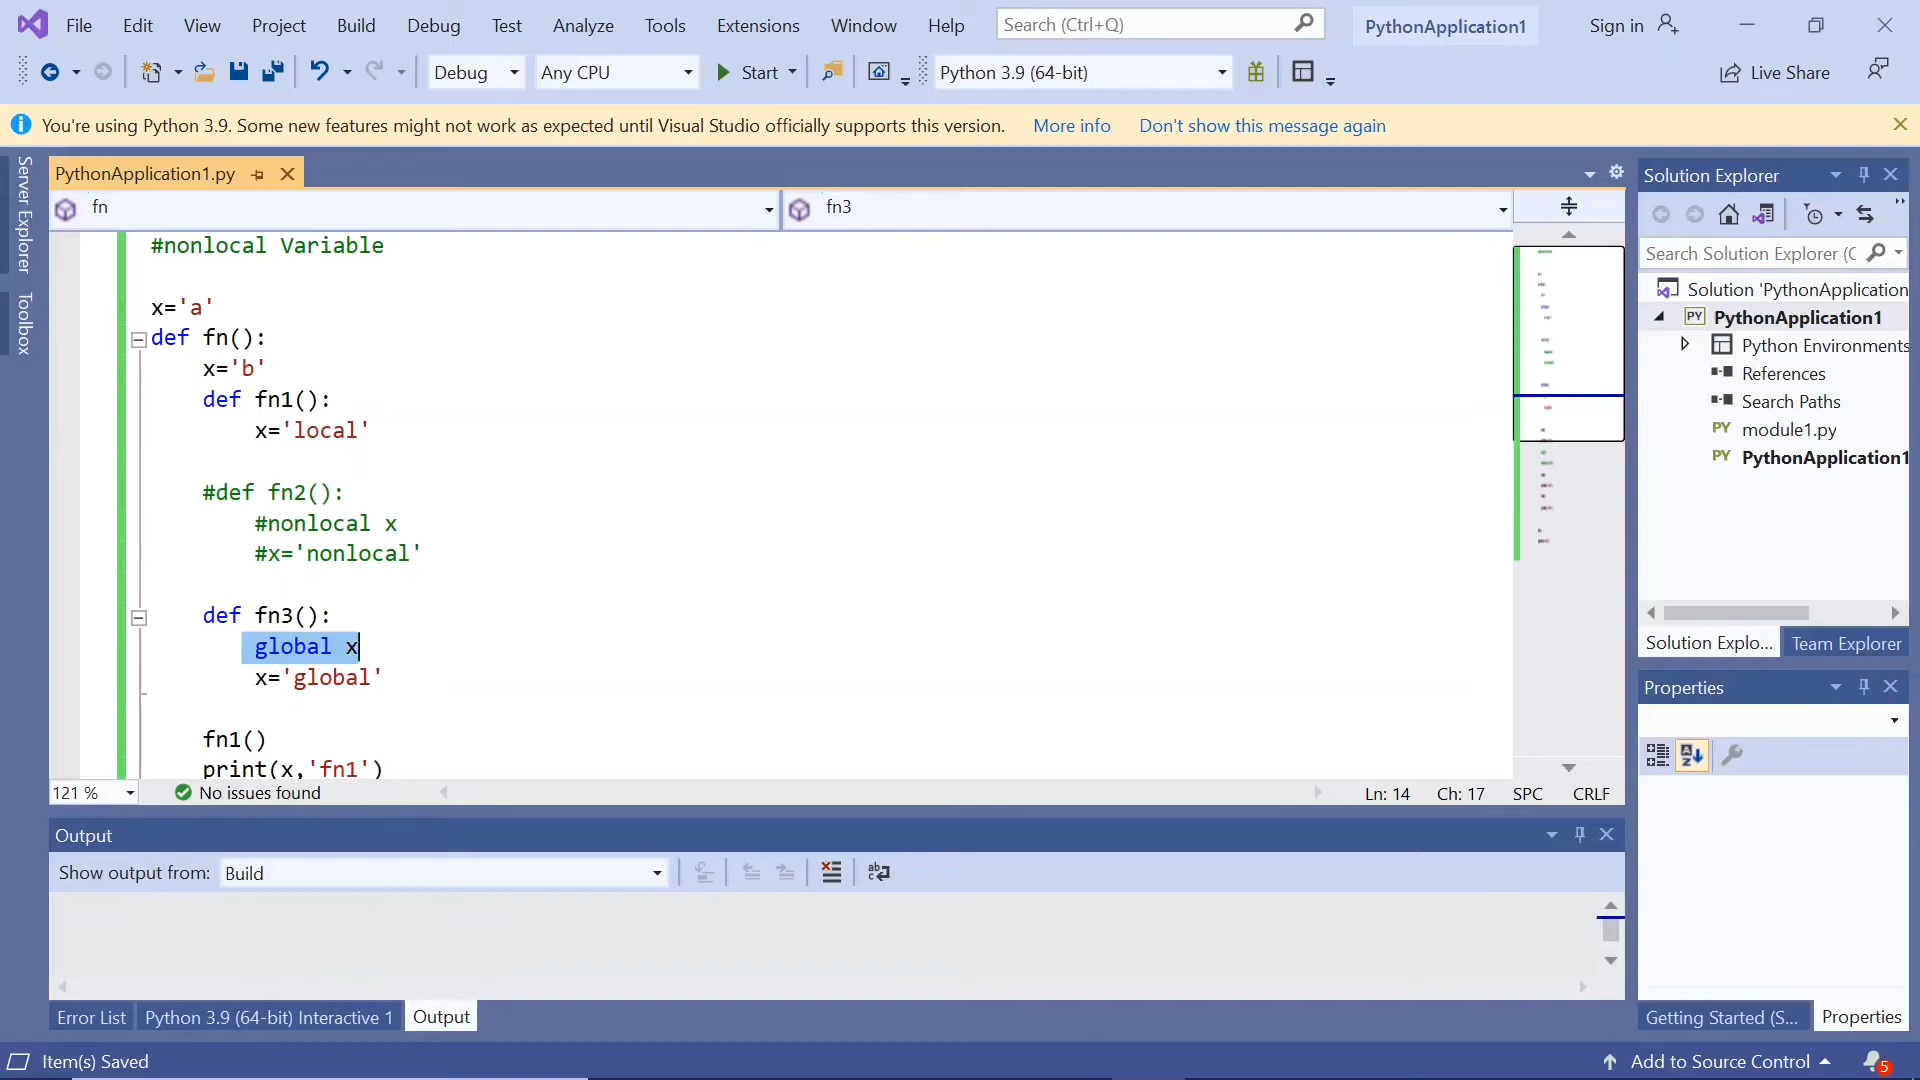 File Edit View Project Build Debug Test Analyze Tools Extensions Window Help Search (Ctrl+Q) PythonApplication1 Sign in
Debug Any CPU Start Python 3.9 (64-bit) Live Share
You're using Python 3.9. Some new features might not work as expected until Visual Studio officially supports this version. More info Don't show this message again
Server Explorer
Toolbox
PythonApplication1.py
fn fn3
#nonlocal Variable
x='a'
def fn():
x='b'
def fn1():
x='local'
#def fn2():
#nonlocal x
#x='nonlocal'
def fn3():
global x
x='global'
fn1()
print(x,'fn1')
121 % No issues found Ln: 14 Ch: 17 SPC CRLF
Output
Show output from: Build
Error List Python 3.9 (64-bit) Interactive 1 Output
Solution Explorer
Search Solution Explorer (C
Solution 'PythonApplication
PY PythonApplication1
Python Environments
References
Search Paths
PY module1.py
PY PythonApplication1
Solution Explo... Team Explorer
Properties
Getting Started (S... Properties
Item(s) Saved Add to Source Control 5